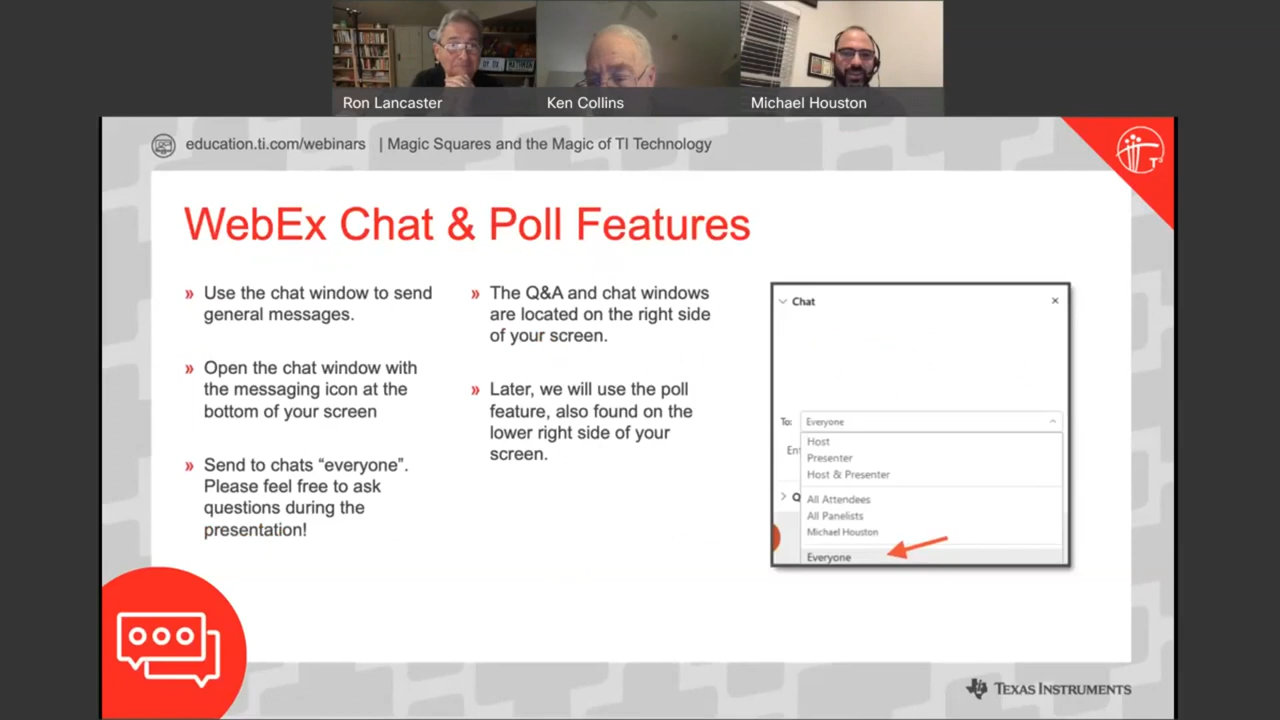 Ron Lancaster
Ken Collins
Michael Houston
education.ti.com/webinars | Magic Squares and the Magic of TI Technology
WebEx Chat & Poll Features
» Use the chat window to send
general messages.
» Open the chat window with
the messaging icon at the
bottom of your screen
» Send to chats “everyone”.
Please feel free to ask
questions during the
presentation!
» The Q&A and chat windows
are located on the right side
of your screen.
» Later, we will use the poll
feature, also found on the
lower right side of your
screen.
Chat
To: Everyone
Host
Presenter
Host & Presenter
All Attendees
All Panelists
Michael Houston
Everyone
TEXAS INSTRUMENTS